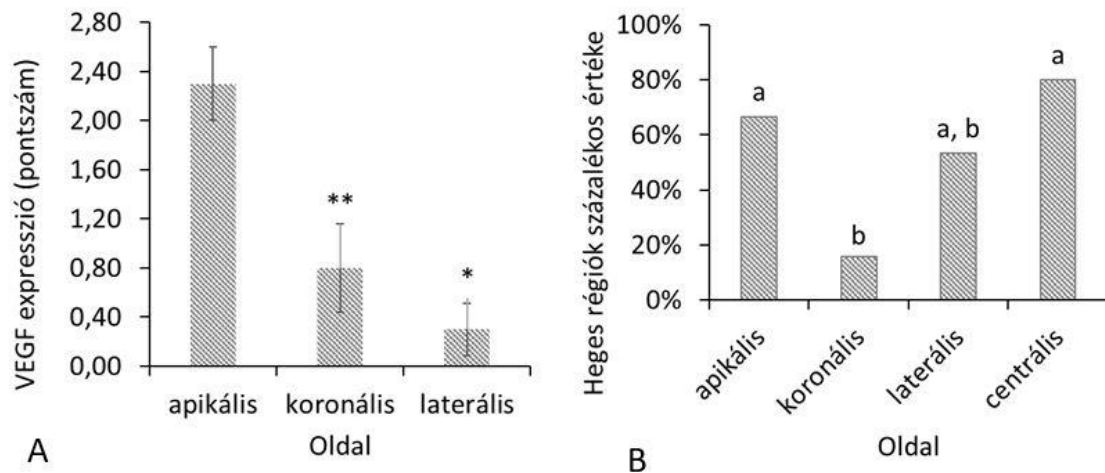 VEGF expresszió (pontszám)
2,80
2,40
2,00
1,60
1,20
0,80
0,40
0,00
**
*
apikális koronális laterális
Oldal
A
Heges régiók százalékos értéke
100%
80%
60%
40%
20%
0%
a
b
a, b
a
apikális
koronális
laterális
centrális
Oldal
B